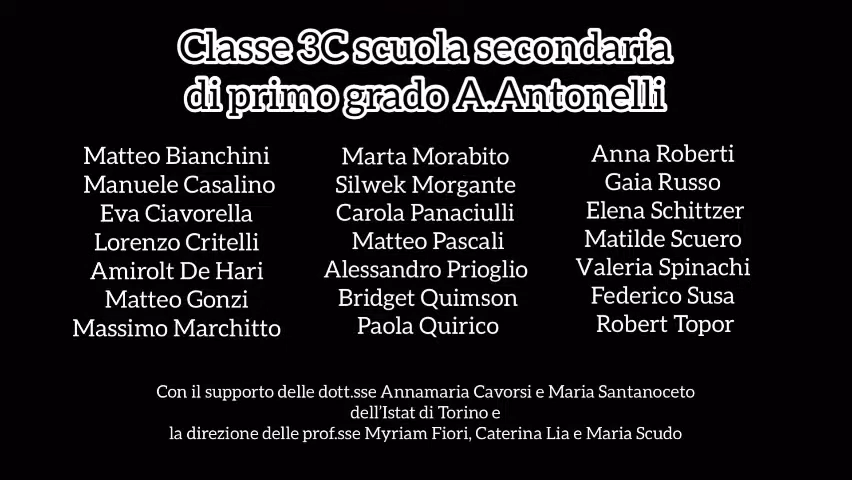 Classe 3C scuola secondaria
di primo grado A.Antonelli
Matteo Bianchini
Manuele Casalino
Eva Ciavorella
Lorenzo Critelli
Amirolt De Hari
Matteo Gonzi
Massimo Marchitto
Marta Morabito
Silwek Morgante
Carola Panaciulli
Matteo Pascali
Alessandro Prioglio
Bridget Quimson
Paola Quirico
Anna Roberti
Gaia Russo
Elena Schittzer
Matilde Scuero
Valeria Spinachi
Federico Susa
Robert Topor
Con il supporto delle dott.sse Annamaria Cavorsi e Maria Santanoceto
dell'Istat di Torino e
la direzione delle prof.sse Myriam Fiori, Caterina Lia e Maria Scudo